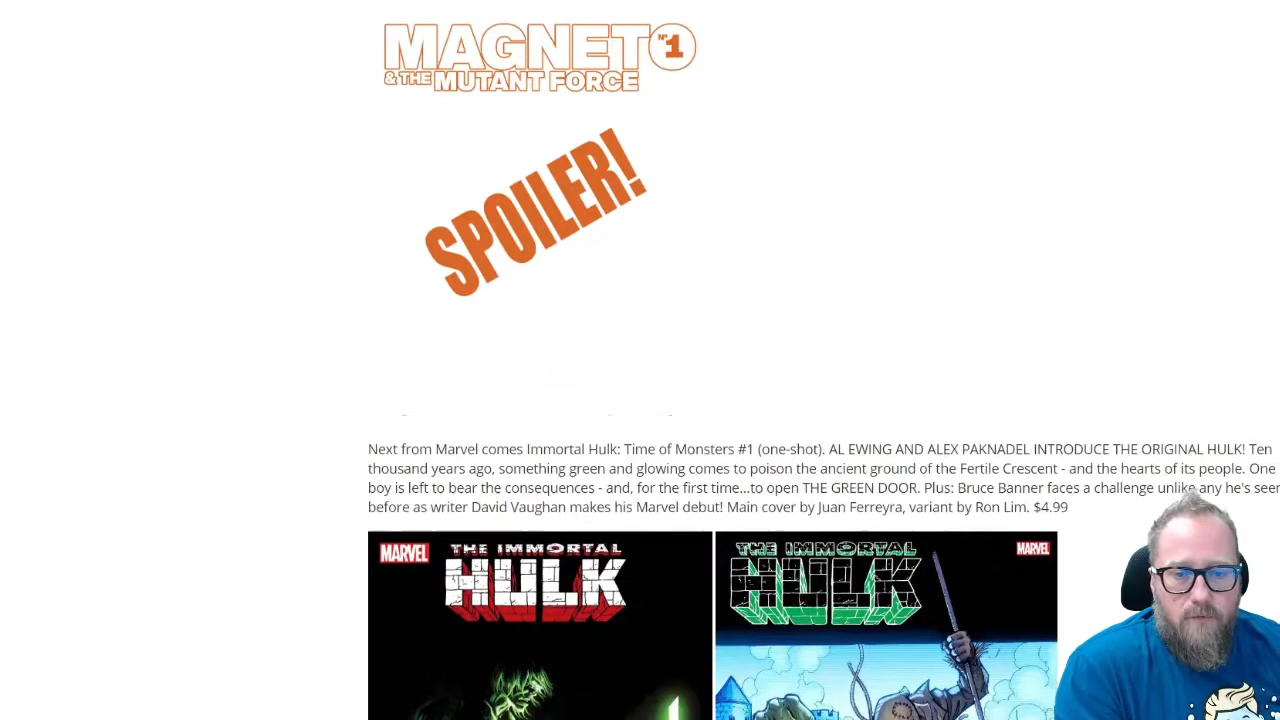 MAGNETO
Nº1
& THE MUTANT FORCE
SPOILER!
Next from Marvel comes Immortal Hulk: Time of Monsters #1 (one-shot). AL EWING AND ALEX PAKNADEL INTRODUCE THE ORIGINAL HULK! Ten
thousand years ago, something green and glowing comes to poison the ancient ground of the Fertile Crescent - and the hearts of its people. One
boy is left to bear the consequences - and, for the first time...to open THE GREEN DOOR. Plus: Bruce Banner faces a challenge unlike any he's seen
before as writer David Vaughan makes his Marvel debut! Main cover by Juan Ferreyra, variant by Ron Lim. $4.99
MARVEL
THE IMMORTAL
HULK
THE IMMORTAL
HULK
MARVEL